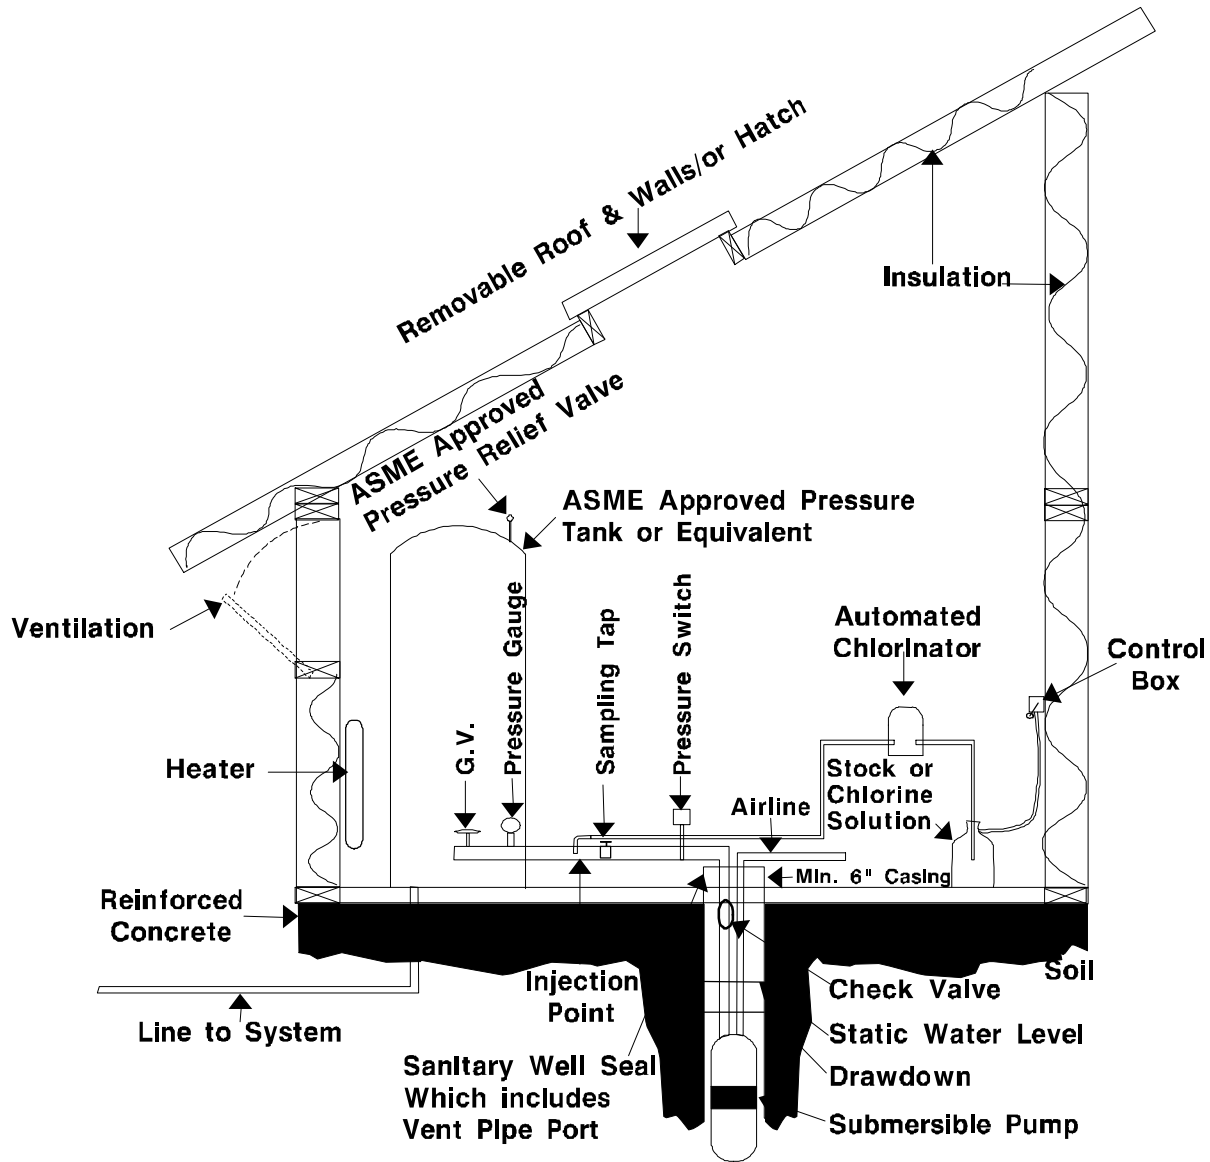 Removable Roof & Walls/or Hatch
Insulation
ASME Approved
Pressure Relief Valve
ASME Approved Pressure
Tank or Equivalent
Ventilation
Automated
Chlorinator
Control
Box
G.V.
Pressure Gauge
Sampling Tap
Pressure Switch
Heater
Stock or
Chlorine
Solution
Airline
Min. 6" Casing
Reinforced
Concrete
Soil
Injection
Point
Check Valve
Line to System
Static Water Level
Sanitary Well Seal
Which includes
Vent Pipe Port
Drawdown
Submersible Pump